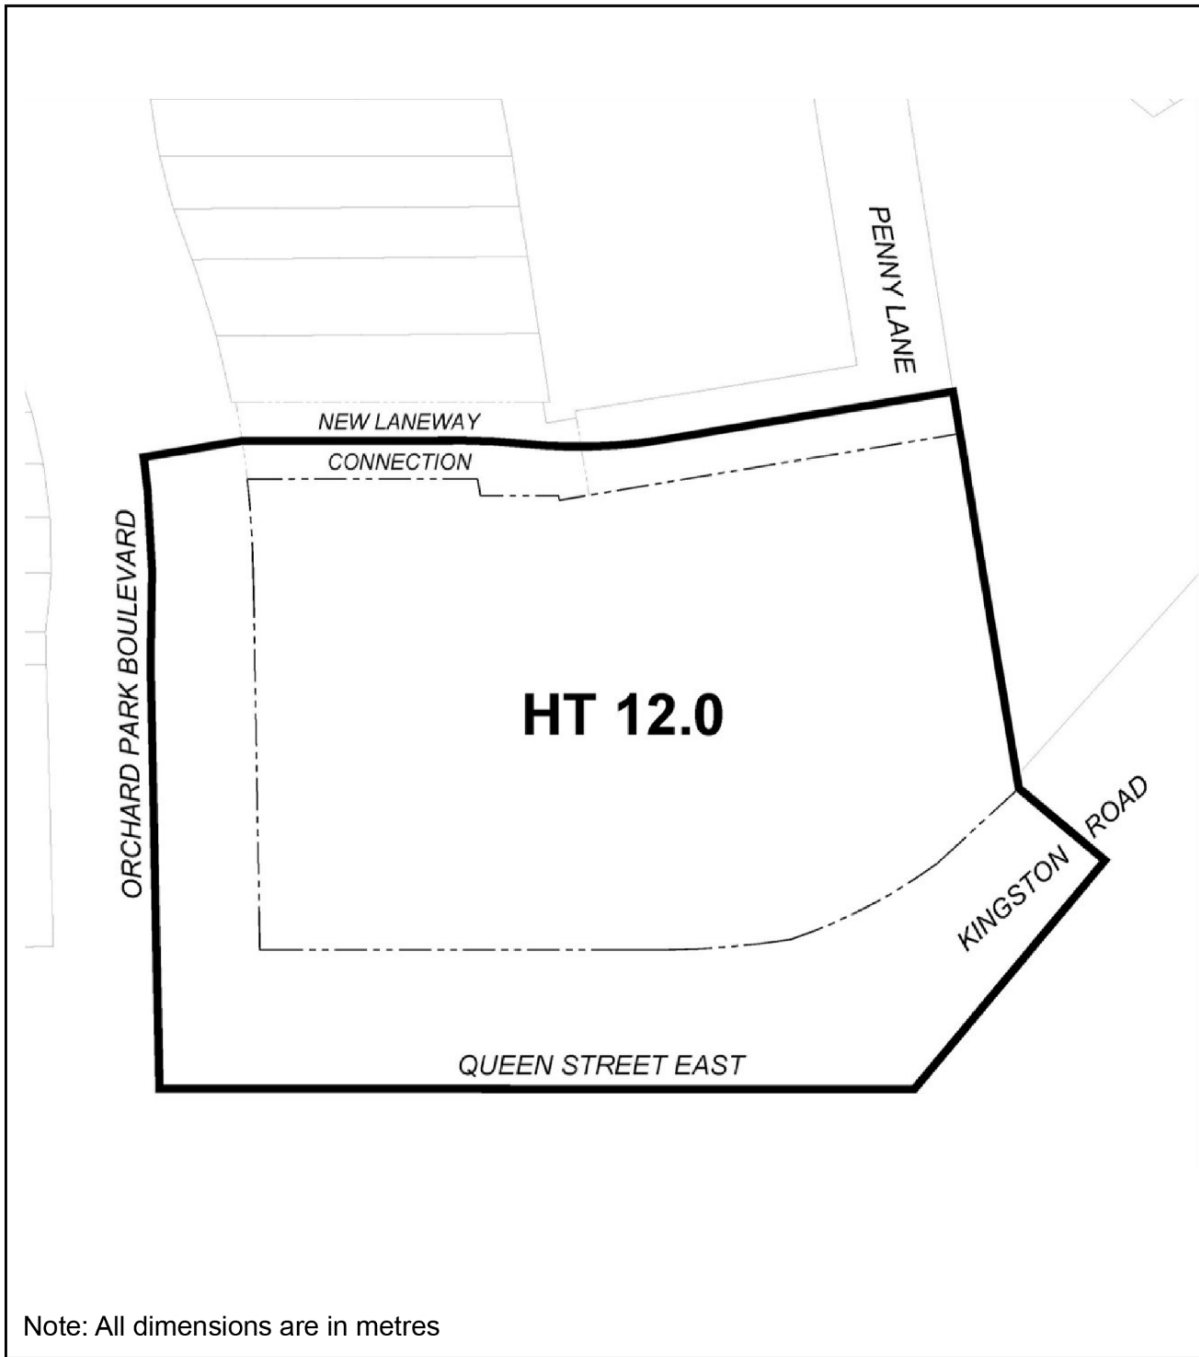 PENNY LANE
NEW LANEWAY
CONNECTION
ORCHARD PARK BOULEVARD
HT 12.0
KINGSTON ROAD
QUEEN STREET EAST
Note: All dimensions are in metres